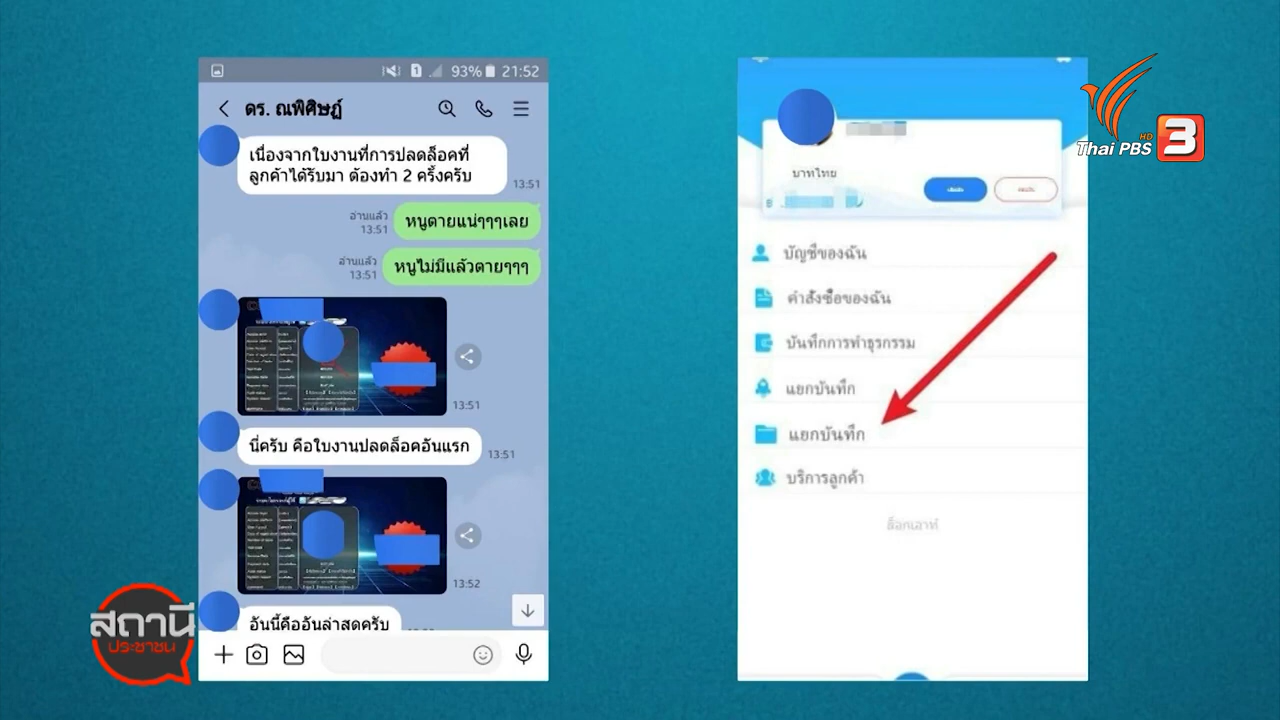 93% 21:52
ดร. ณพิศิษฏ์
เนื่องจากใบงานที่การปลดล็อคที่
ลูกค้าได้รับมา ต้องทำ 2 ครั้งครับ
13:51
อ่านแล้ว
13:51
หนูตายแน่ๆๆๆเลย
อ่านแล้ว
13:51
หนูไม่มีแล้วตายๆๆๆ
13:51
นี่ครับ คือใบงานปลดล็อคอันแรก
13:51
13:52
อันนี้คืออันล่าสุดครับ
สถานี
ประชาชน
HD
Thai PBS 3
บาทไทย
บัญชีของฉัน
คำสั่งซื้อของฉัน
บันทึกการทำธุรกรรม
แยกบันทึก
แยกบันทึก
บริการลูกค้า
ล็อกเอาท์